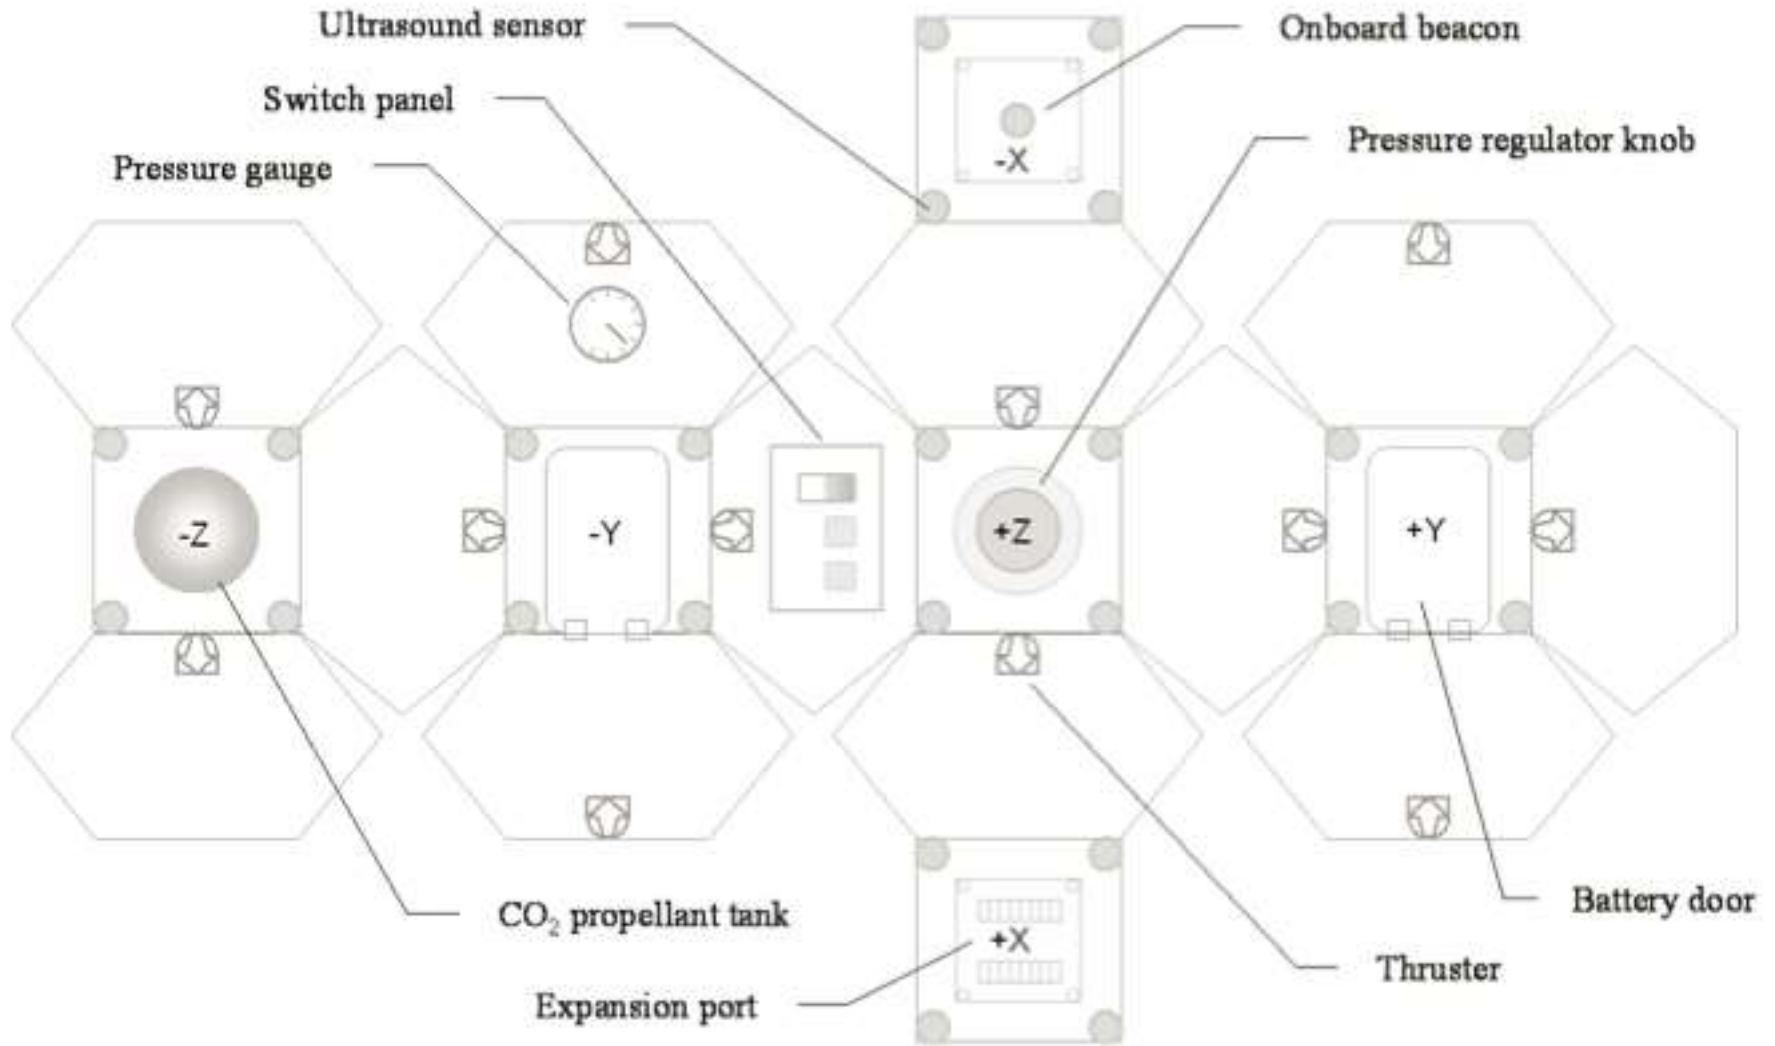 Ultrasound sensor
Onboard beacon
Switch panel
Pressure regulator knob
Pressure gauge
-X
-Z
-Y
+Z
+Y
CO₂ propellant tank
Battery door
+X
Thruster
Expansion port